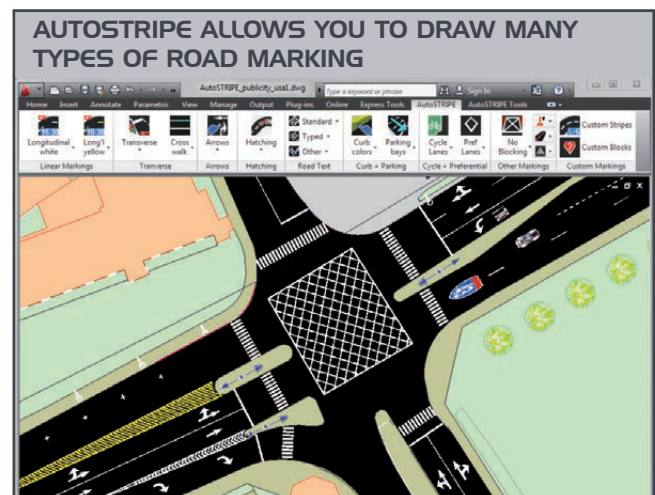 AUTOSTRIPE ALLOWS YOU TO DRAW MANY
TYPES OF ROAD MARKING
AutoSTRIPE_publicity_usa1.dwg Type a keyword or phrase Sign In
Home Insert Annotate Parametric View Manage Output Plug-ins Online Express Tools AutoSTRIPE AutoSTRIPE Tools
Longitudinal white
Long'l yellow
Transverse
Cross walk
Arrows
Hatching
Standard
Typed
Other
Curb colors
Parking bays
Cycle Lanes
Pref Lanes
No Blocking
Custom Stripes
Custom Blocks
Linear Markings Tranverse Arrows Hatching Road Text Curb + Parking Cycle + Preferential Other Markings Custom Markings